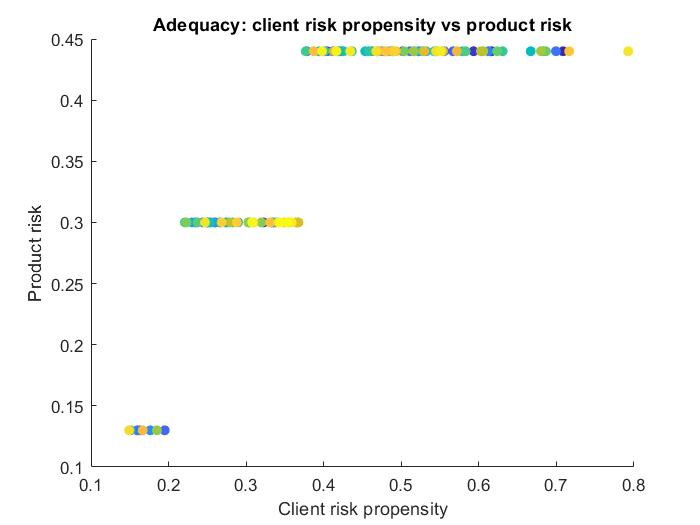 Adequacy: client risk propensity vs product risk
0.45
0.4
0.35
0.3
0.25
0.2
0.15
0.1
Product risk
0.1 0.2 0.3 0.4 0.5 0.6 0.7 0.8
Client risk propensity